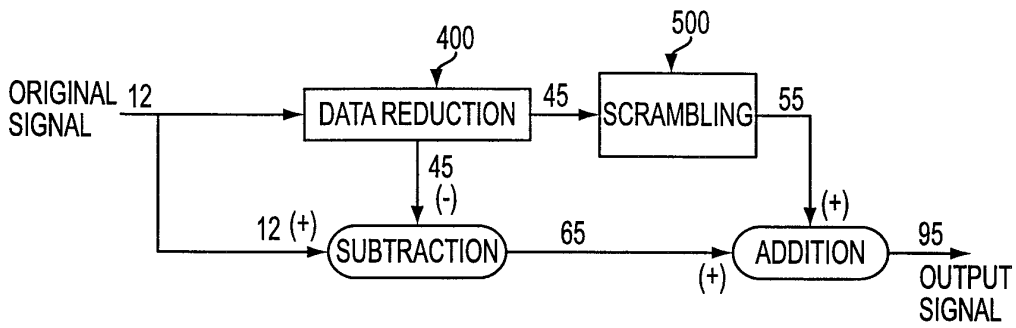 400
500
ORIGINAL 12
SIGNAL
DATA REDUCTION
45
SCRAMBLING
55
45
(-)
(+)
12 (+)
SUBTRACTION
65
(+)
ADDITION
95
OUTPUT
SIGNAL